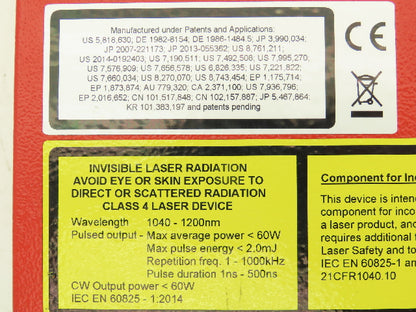 Manufactured under Patents and Applications:
US 5,818,630; DE 1982-8154; DE 1986-1484.5; JP 3,990,034;
JP 2007-221173; JP 2013-055362; US 8,761,211;
US 2014-0192403; US 7,190,511; US 7,492,508; US 7,995,270;
US 7,576,909; US 7,656,578; US 6,826,335; US 7,221,822;
US 7,660,034; US 8,270,070; US 8,743,454; EP 1,175,714;
EP 1,873,874; AU 779,320; CA 2,371,100; US 7,936,796;
EP 2,016,652; CN 101,517,848; CN 102,157,887; JP 5,467,864;
KR 101,383,197 and patents pending
CE
INVISIBLE LASER RADIATION
AVOID EYE OR SKIN EXPOSURE TO
DIRECT OR SCATTERED RADIATION
CLASS 4 LASER DEVICE
Wavelength 1040 - 1200nm
Pulsed output - Max average power < 60W
Max pulse energy < 2.0mJ
Repetition freq. 1 - 1000kHz
Pulse duration 1ns - 500ns
CW Output power < 60W
IEC EN 60825 - 1:2014
Component for Inc
This device is inten
component for incor
a laser product, and
requires additional
Laser Safety and to
IEC EN 60825-1 an
21CFR1040.10